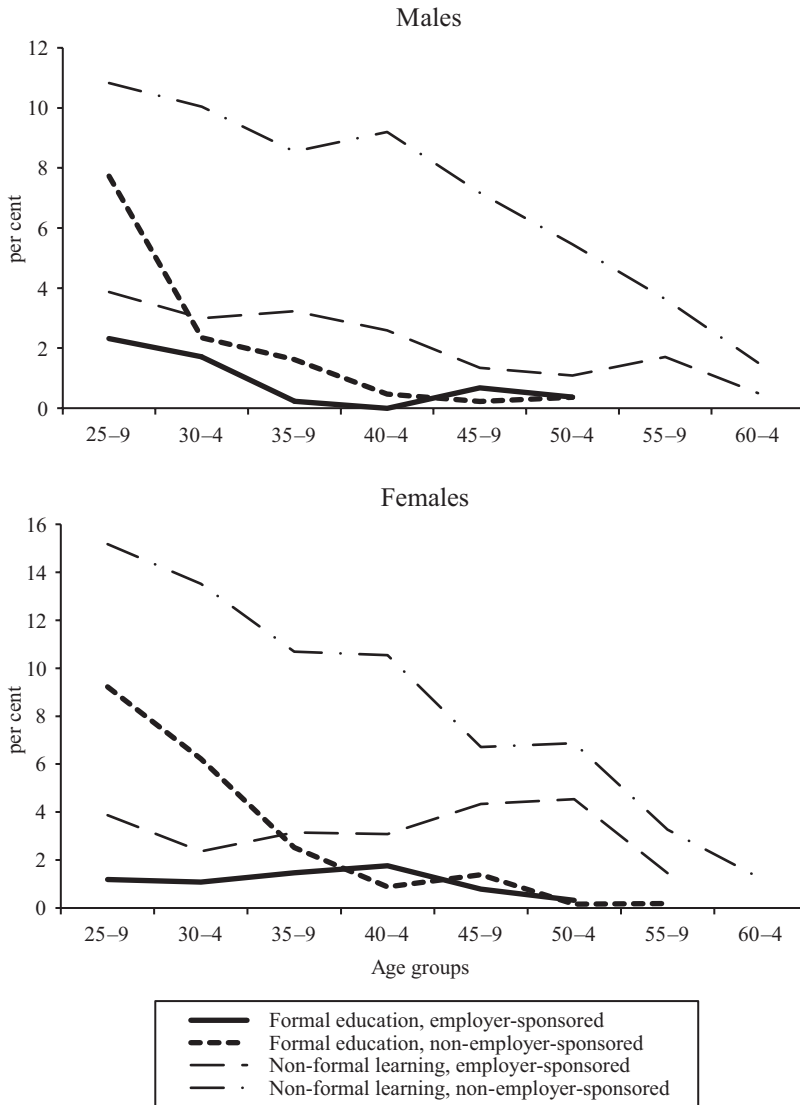 Males
12
10
8
6
4
2
0
per cent
25–9 30–4 35–9 40–4 45–9 50–4 55–9 60–4
Females
16
14
12
10
8
6
4
2
0
per cent
25–9 30–4 35–9 40–4 45–9 50–4 55–9 60–4
Age groups
Formal education, employer-sponsored
Formal education, non-employer-sponsored
Non-formal learning, employer-sponsored
Non-formal learning, non-employer-sponsored